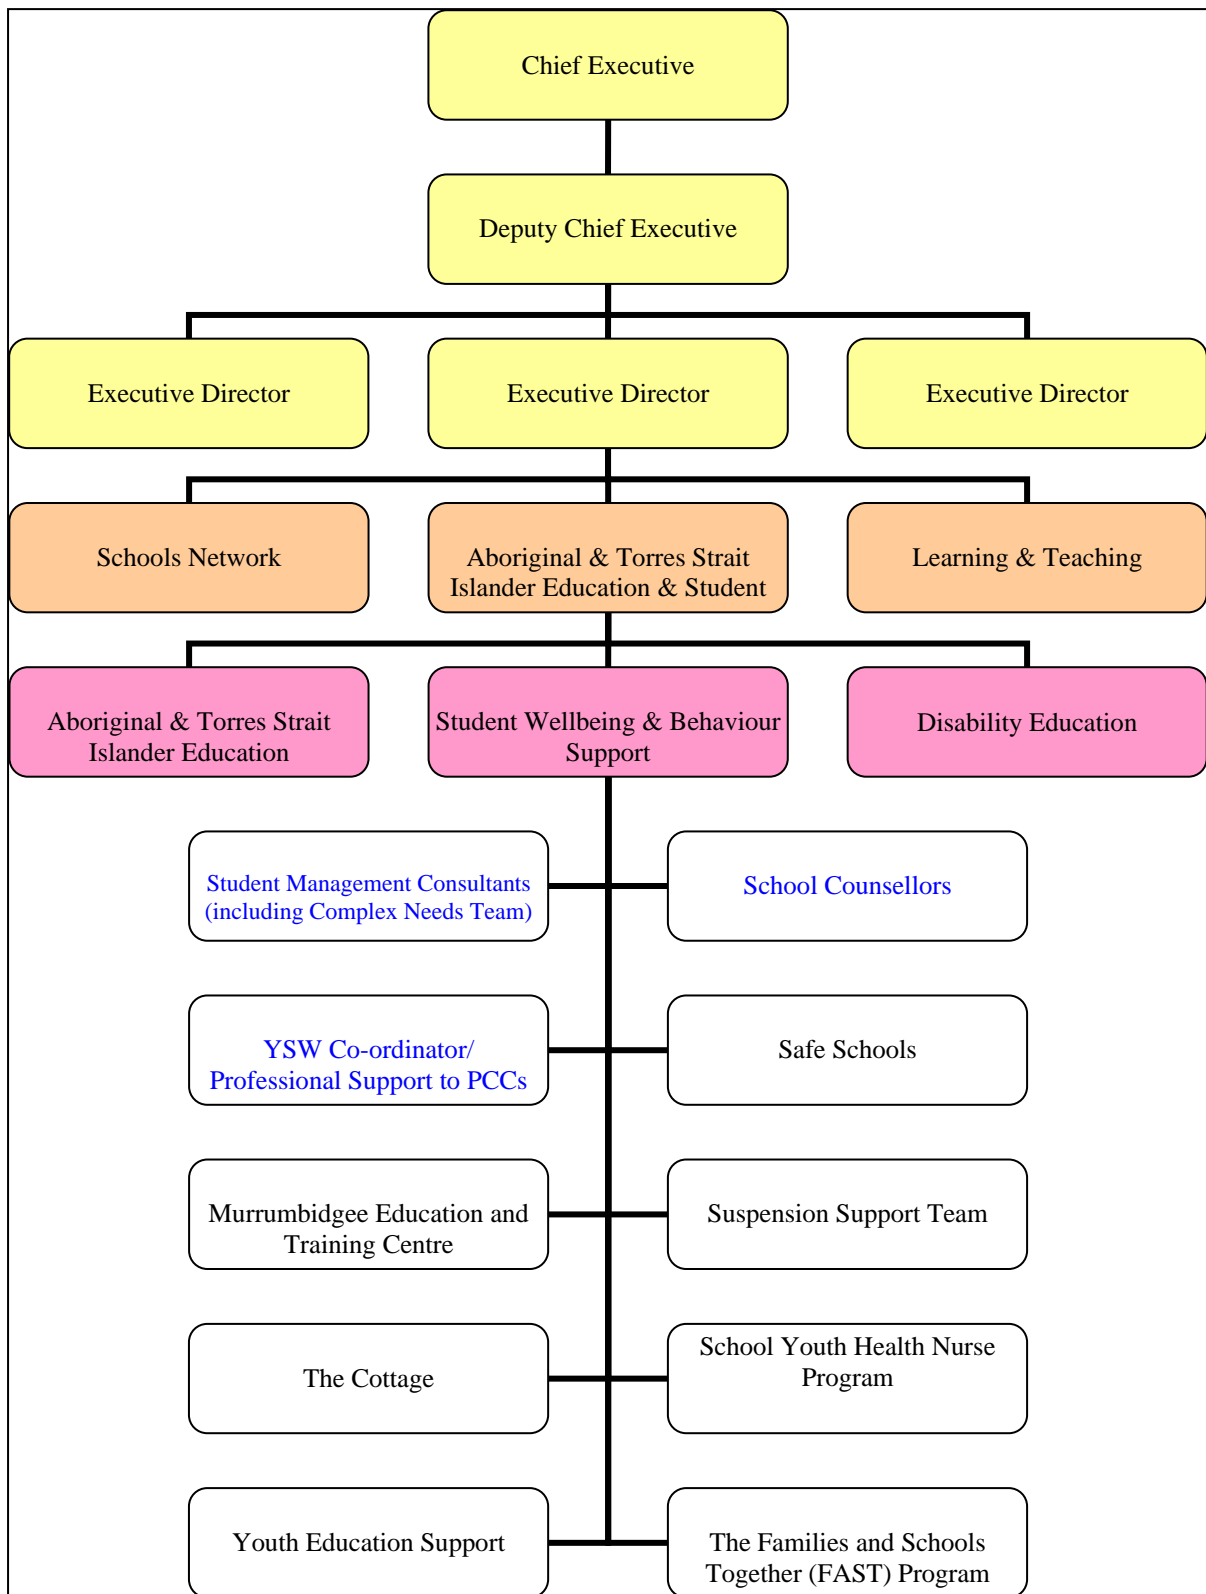 Chief Executive
Deputy Chief Executive
Executive Director
Executive Director
Executive Director
Schools Network
Aboriginal & Torres Strait
Islander Education & Student
Learning & Teaching
Aboriginal & Torres Strait
Islander Education
Student Wellbeing & Behaviour
Support
Disability Education
Student Management Consultants
(including Complex Needs Team)
School Counsellors
YSW Co-ordinator/
Professional Support to PCCs
Safe Schools
Murrumbidgee Education and
Training Centre
Suspension Support Team
The Cottage
School Youth Health Nurse
Program
Youth Education Support
The Families and Schools
Together (FAST) Program